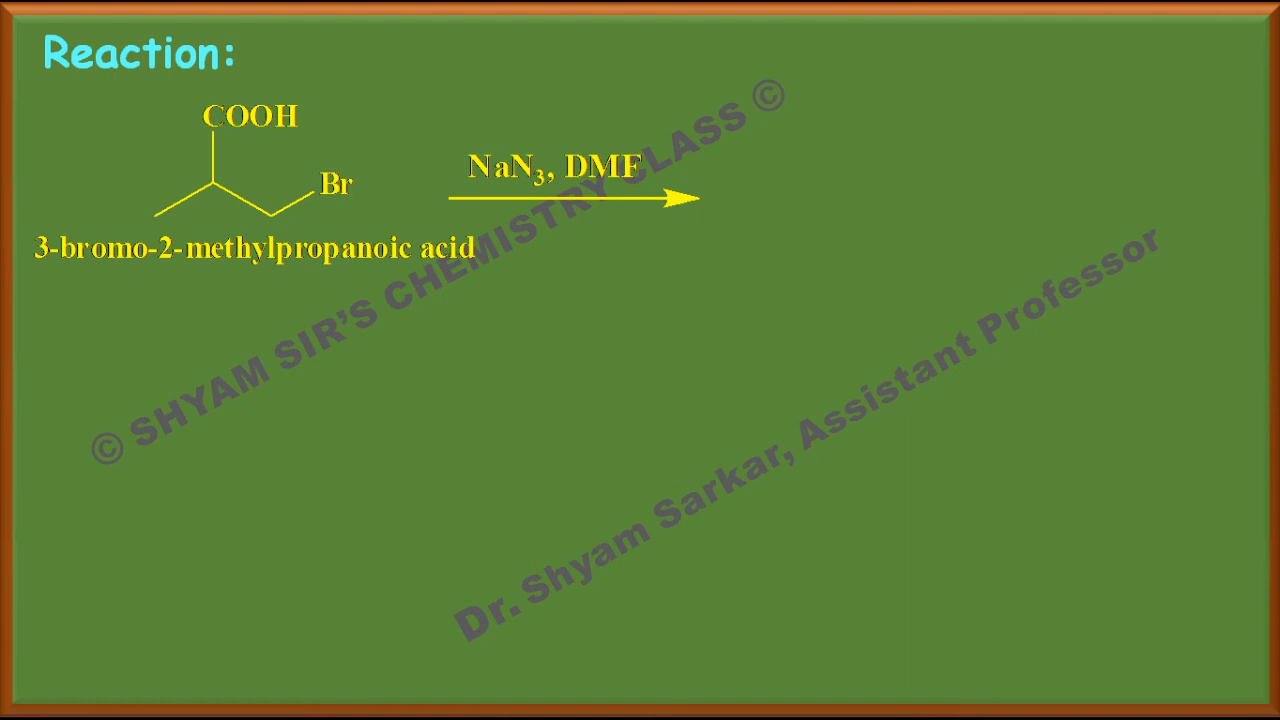 Reaction:
COOH
Br
NaN₃, DMF
3-bromo-2-methylpropanoic acid
© SHYAM SIR’S CHEMISTRY CLASS ©
Dr. Shyam Sarkar, Assistant Professor